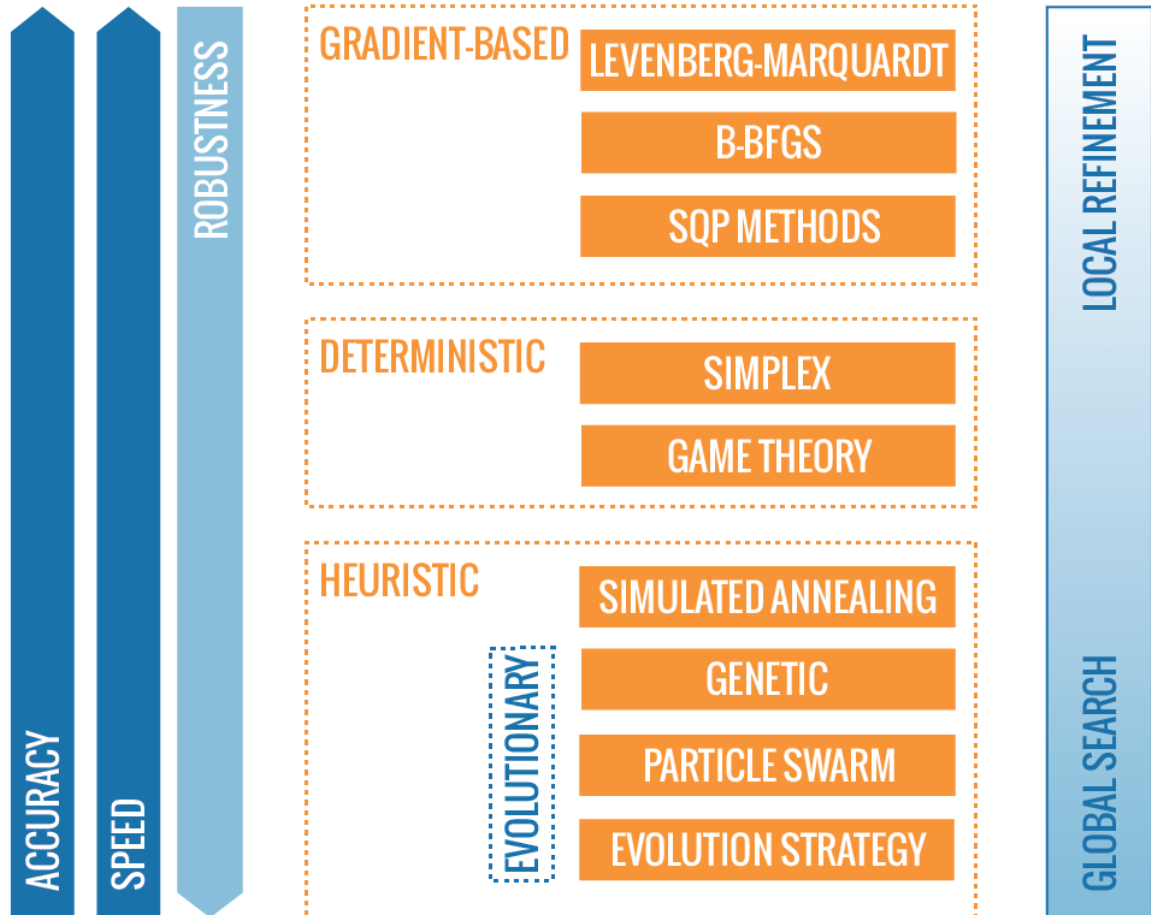 ACCURACY
SPEED
ROBUSTNESS
GRADIENT-BASED
LEVENBERG-MARQUARDT
B-BFGS
SQP METHODS
DETERMINISTIC
SIMPLEX
GAME THEORY
HEURISTIC
SIMULATED ANNEALING
EVOLUTIONARY
GENETIC
PARTICLE SWARM
EVOLUTION STRATEGY
LOCAL REFINEMENT
GLOBAL SEARCH